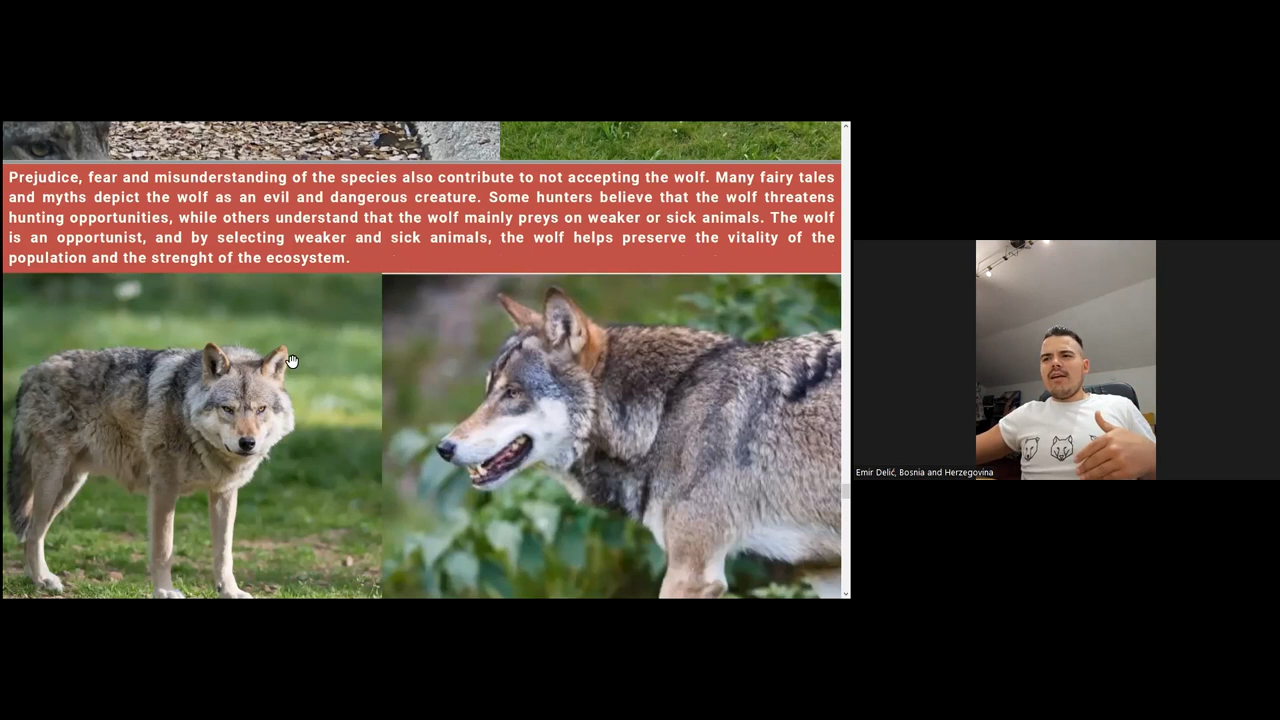 Prejudice, fear and misunderstanding of the species also contribute to not accepting the wolf. Many fairy tales
and myths depict the wolf as an evil and dangerous creature. Some hunters believe that the wolf threatens
hunting opportunities, while others understand that the wolf mainly preys on weaker or sick animals. The wolf
is an opportunist, and by selecting weaker and sick animals, the wolf helps preserve the vitality of the
population and the strenght of the ecosystem.
Emir Delić, Bosnia and Herzegovina